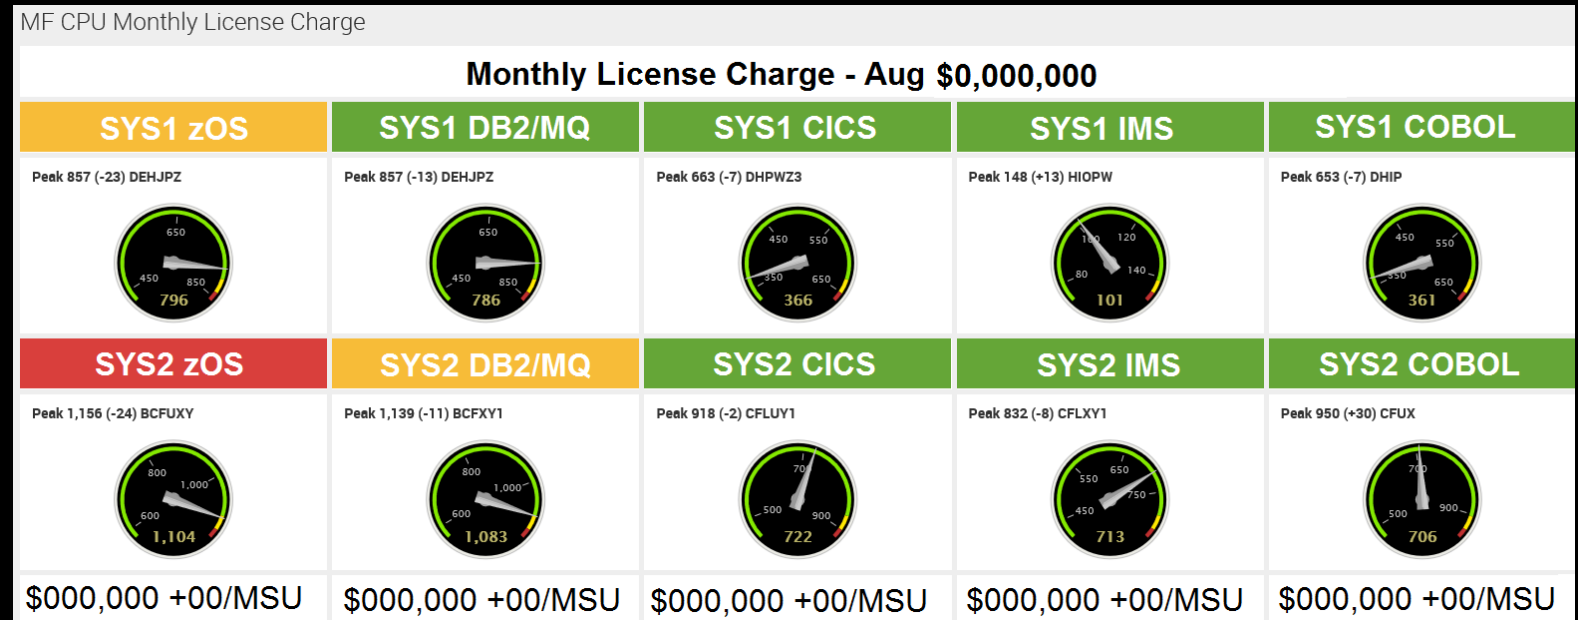 MF CPU Monthly License Charge
Monthly License Charge - Aug $0,000,000
SYS1 zOS
SYS1 DB2/MQ
SYS1 CICS
SYS1 IMS
SYS1 COBOL
Peak 857 (-23) DEHJPZ
450
650
850
796
Peak 857 (-13) DEHJPZ
450
650
850
786
Peak 663 (-7) DHPWZ3
350
450
550
650
366
Peak 148 (+13) HIOPW
80
100
120
140
101
Peak 653 (-7) DHIP
350
450
550
650
361
SYS2 zOS
SYS2 DB2/MQ
SYS2 CICS
SYS2 IMS
SYS2 COBOL
Peak 1,156 (-24) BCFUXY
600
800
1,000
1,104
Peak 1,139 (-11) BCFXY1
600
800
1,000
1,083
Peak 918 (-2) CFLUY1
500
700
900
722
Peak 832 (-8) CFLXY1
450
550
650
750
713
Peak 950 (+30) CFUX
500
700
900
706
$000,000 +00/MSU
$000,000 +00/MSU
$000,000 +00/MSU
$000,000 +00/MSU
$000,000 +00/MSU